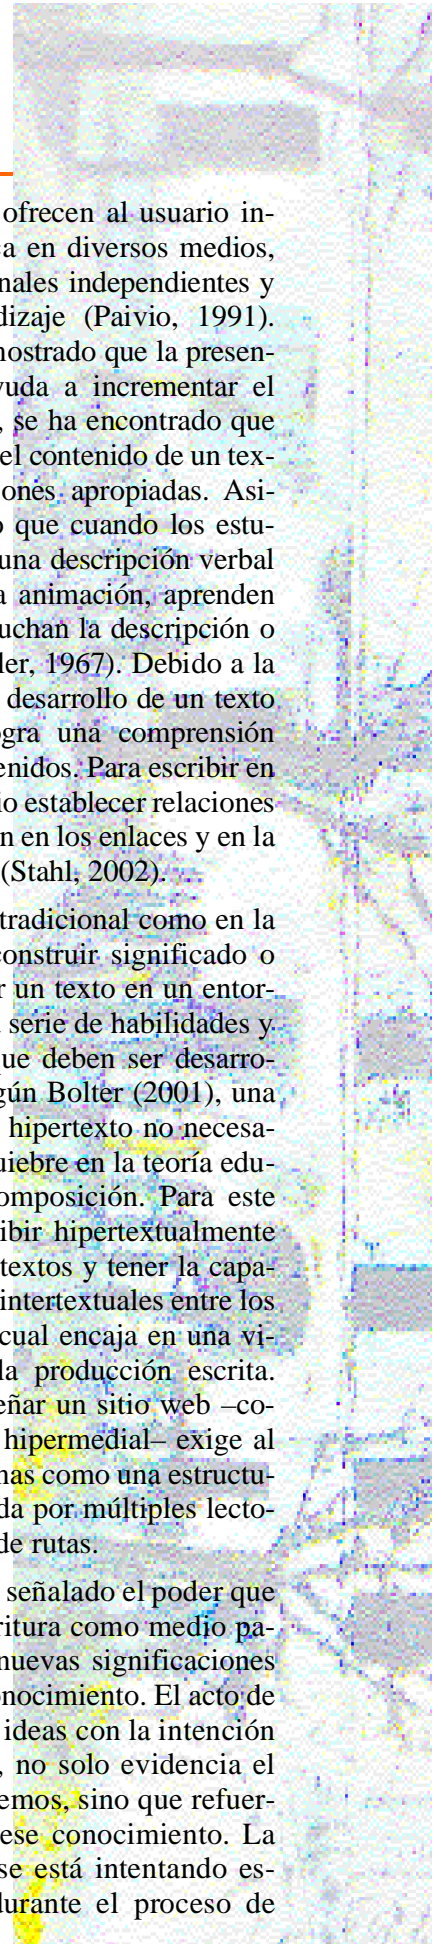 ofrecen al usuario in-
en diversos medios,
nales independientes y
dizaje (Paivio, 1991).
mostrado que la presen-
yuda a incrementar el
, se ha encontrado que
el contenido de un tex-
ones apropiadas. Asi-
o que cuando los estu-
una descripción verbal
a animación, aprenden
uchan la descripción o
ler, 1967). Debido a la
desarrollo de un texto
ogra una comprensión
enidos. Para escribir en
io establecer relaciones
n en los enlaces y en la
(Stahl, 2002).
tradicional como en la
construir significado o
r un texto en un entor-
a serie de habilidades y
que deben ser desarro-
gún Bolter (2001), una
hipertexto no necesa-
uiebre en la teoría edu-
composición. Para este
ribir hipertextualmente
textos y tener la capa-
intertextuales entre los
cual encaja en una vi-
la producción escrita.
eñar un sitio web –co-
hipermedial– exige al
nas como una estructu-
da por múltiples lecto-
de rutas.
señalado el poder que
ritura como medio pa-
nuevas significaciones
onocimiento. El acto de
ideas con la intención
, no solo evidencia el
emos, sino que refuer-
ese conocimiento. La
se está intentando es-
durante el proceso de